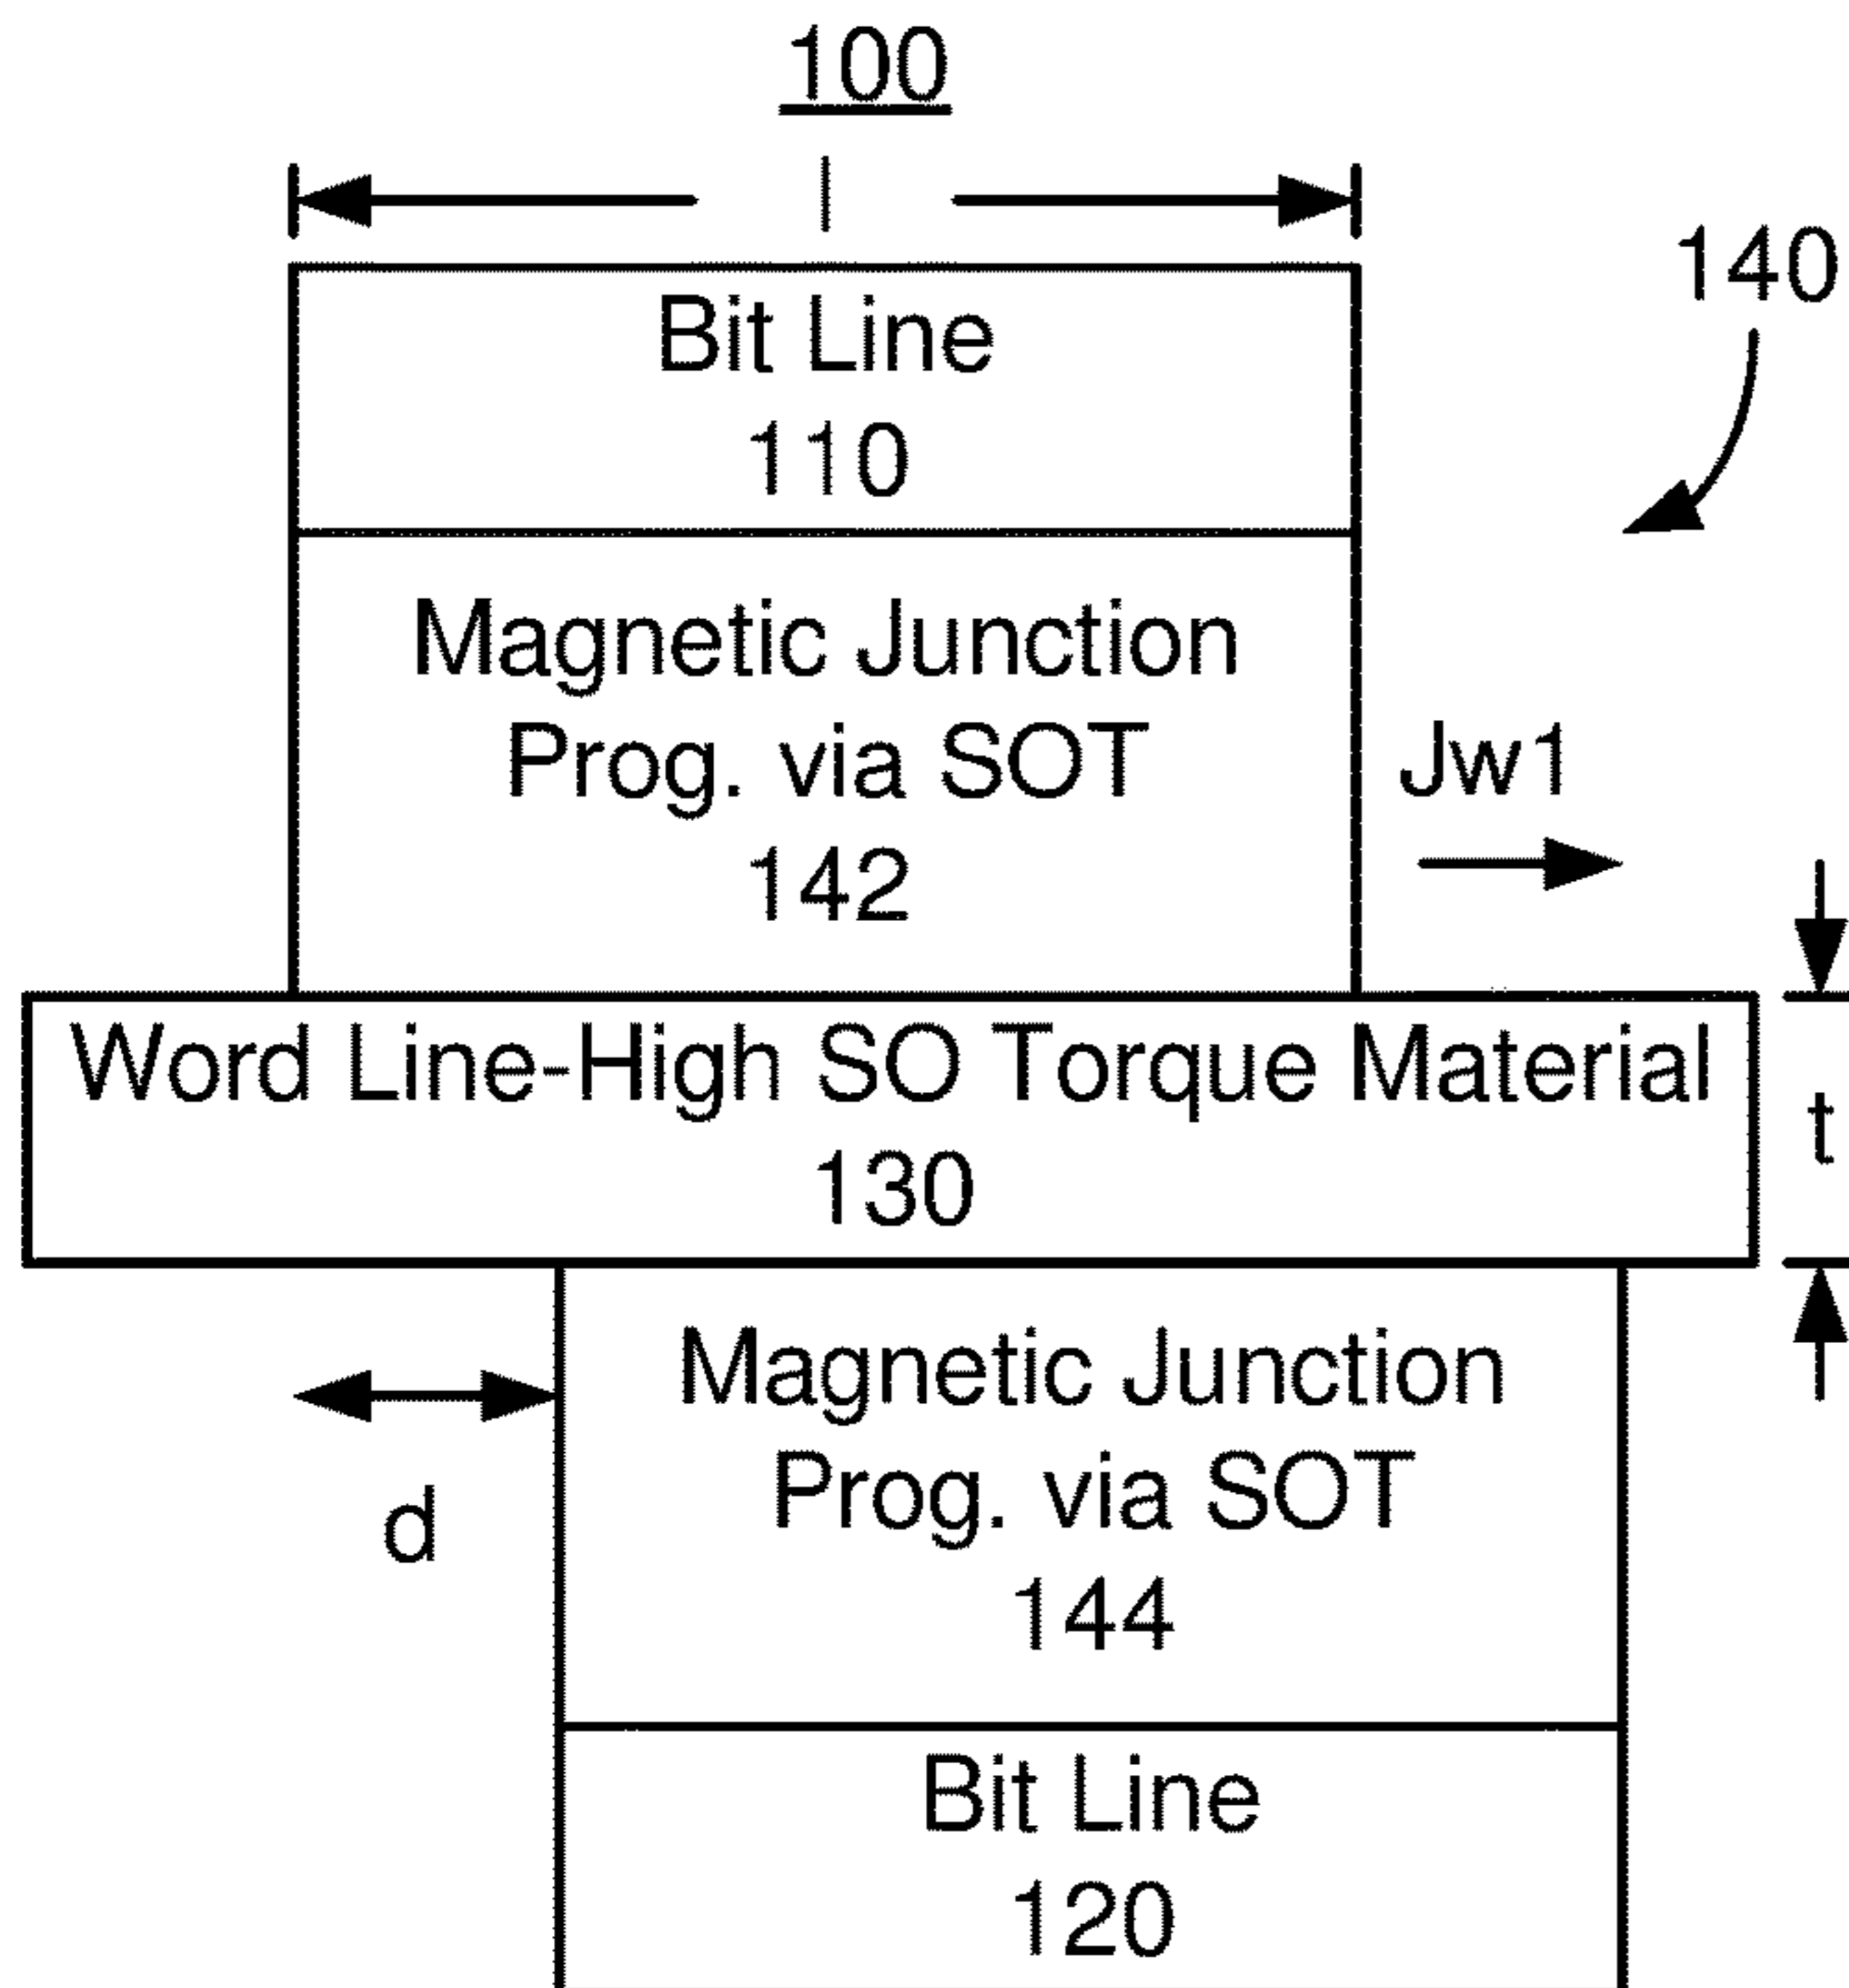 100
l
140
Bit Line
110
Magnetic Junction
Prog. via SOT
142
Jw1
Word Line-High SO Torque Material
130
t
Magnetic Junction
Prog. via SOT
144
d
Bit Line
120